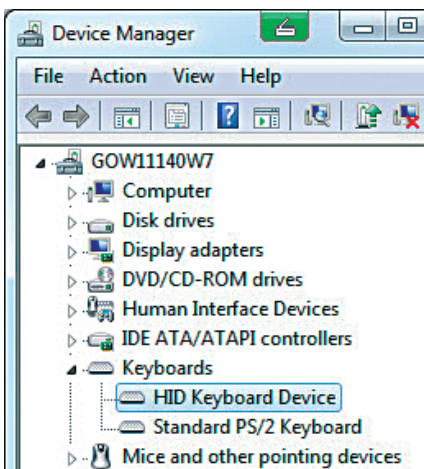 Device Manager
File Action View Help
GOW11140W7
Computer
Disk drives
Display adapters
DVD/CD-ROM drives
Human Interface Devices
IDE ATA/ATAPI controllers
Keyboards
HID Keyboard Device
Standard PS/2 Keyboard
Mice and other pointing devices